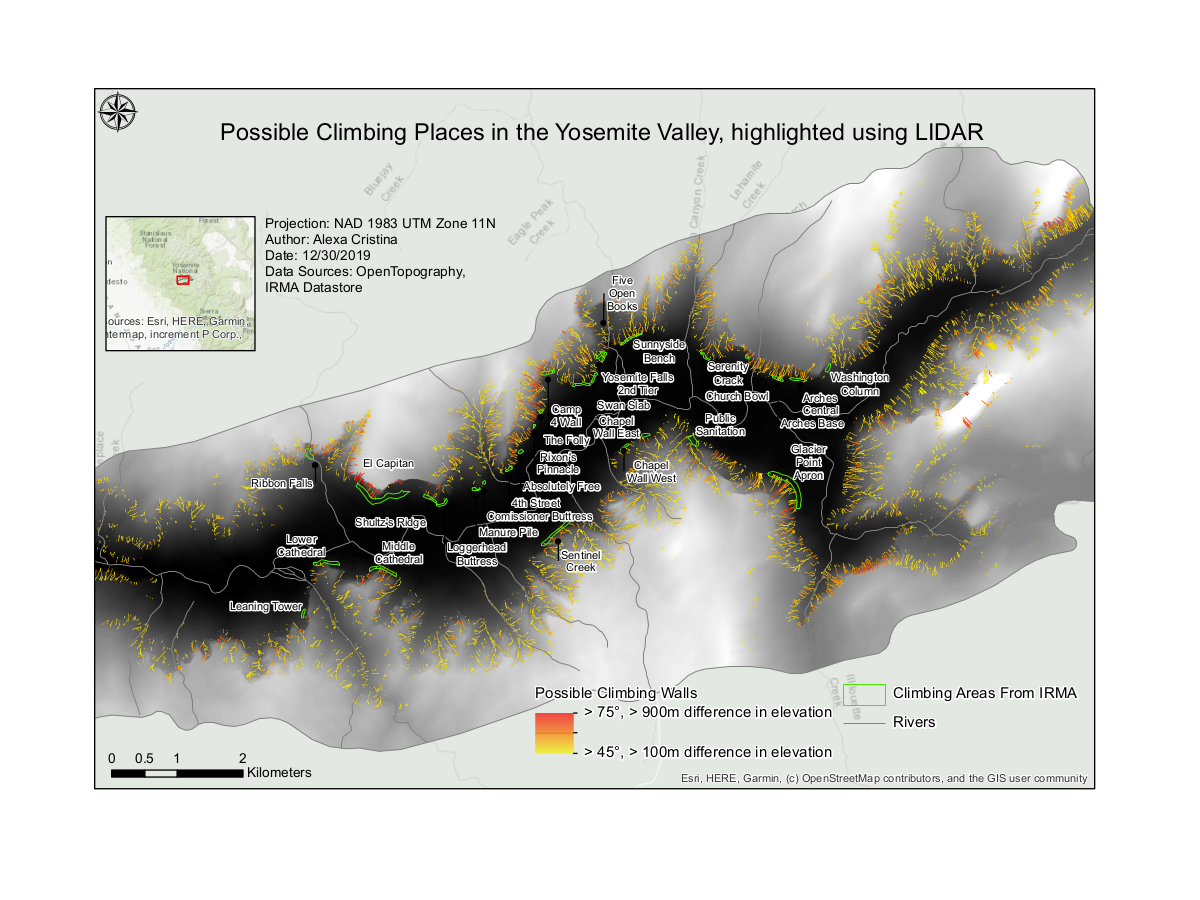 Possible Climbing Places in the Yosemite Valley, highlighted using LIDAR
Bluejay
Creek
Eagle Peak
Creek
Canyon Creek
Lehamite
Creek
Projection: NAD 1983 UTM Zone 11N
Author: Alexa Cristina
Date: 12/30/2019
Data Sources: OpenTopography,
IRMA Datastore
Forest
Stanislaus
National
Forest
Yosemite
National
desto
Sierra
ources: Esri, HERE, Garmin,
ntermap, increment P Corp.,
Five
Open
Books
Sunnyside
Bench
Serenity
Crack
Yosemite Falls
2nd Tier
Washington
Column
Church Bowl
Swan Slab
Arches
Central
Arches Base
Camp
4 Wall
Chapel
Wall East
Public
Sanitation
The Folly
Glacier
Point
Apron
Rixon's
Pinnacle
Chapel
Wall West
El Capitan
Ribbon Falls
Absolutely Free
4th Street
Comissioner Buttress
Shultz's Ridge
Manure Pile
Lower
Cathedral
Middle
Cathedral
Loggerhead
Buttress
Sentinel
Creek
Leaning Tower
Illilouette
Creek
Possible Climbing Walls
> 75°, > 900m difference in elevation
> 45°, > 100m difference in elevation
Climbing Areas From IRMA
Rivers
0 0.5 1 2
Kilometers
Esri, HERE, Garmin, (c) OpenStreetMap contributors, and the GIS user community